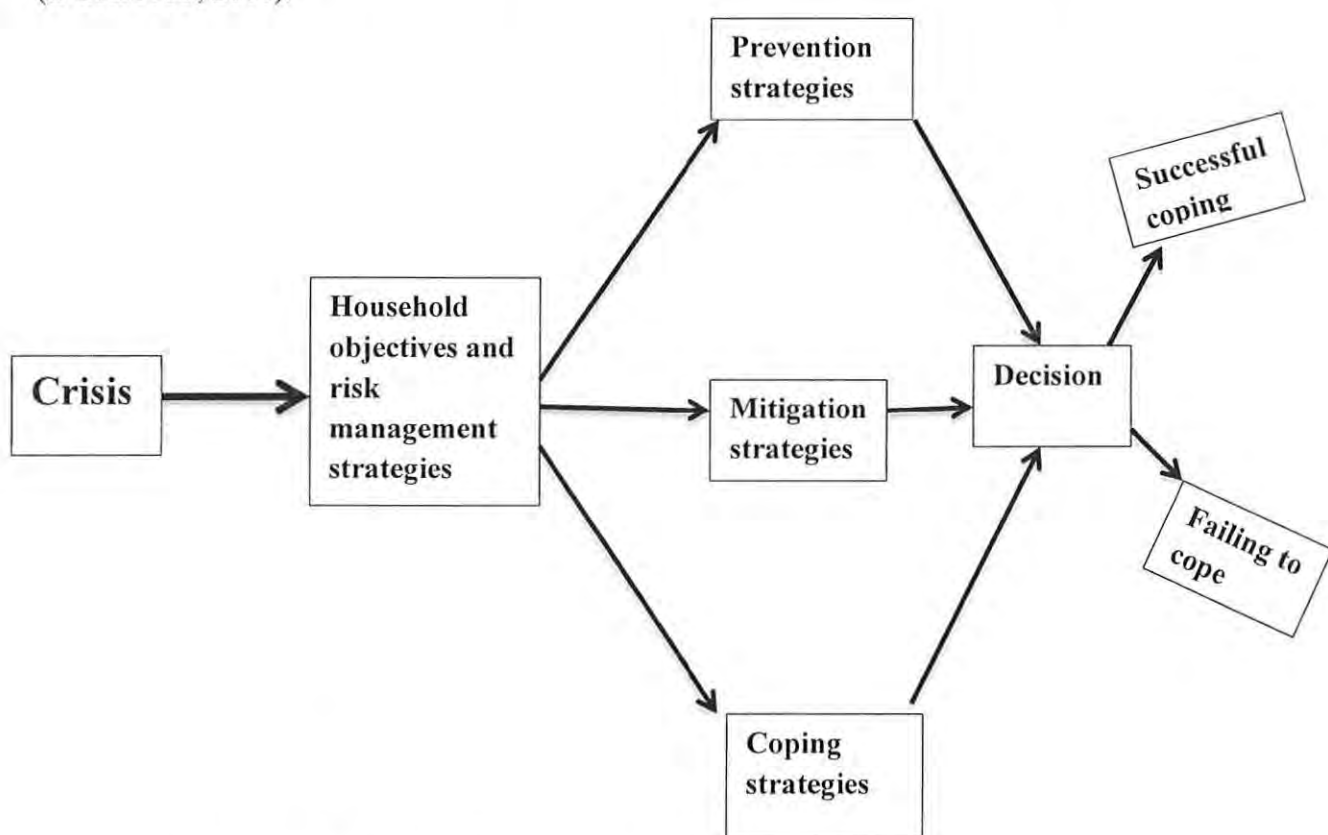 Prevention
strategies
Successful
coping
Household
objectives and
risk
management
strategies
Crisis
Decision
Mitigation
strategies
Failing to
cope
Coping
strategies